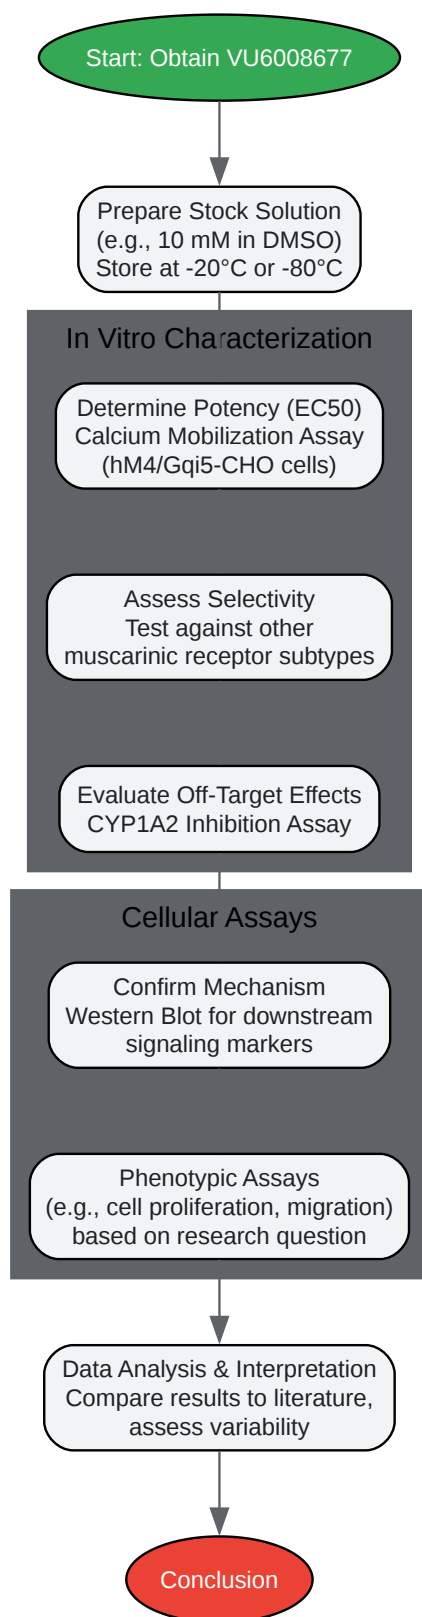 Start: Obtain VU6008677
Prepare Stock Solution
(e.g., 10 mM in DMSO)
Store at -20°C or -80°C
In Vitro Characterization
Determine Potency (EC50)
Calcium Mobilization Assay
(hM4/Gqi5-CHO cells)
Assess Selectivity
Test against other
muscarinic receptor subtypes
Evaluate Off-Target Effects
CYP1A2 Inhibition Assay
Cellular Assays
Confirm Mechanism
Western Blot for downstream
signaling markers
Phenotypic Assays
(e.g., cell proliferation, migration)
based on research question
Data Analysis & Interpretation
Compare results to literature,
assess variability
Conclusion